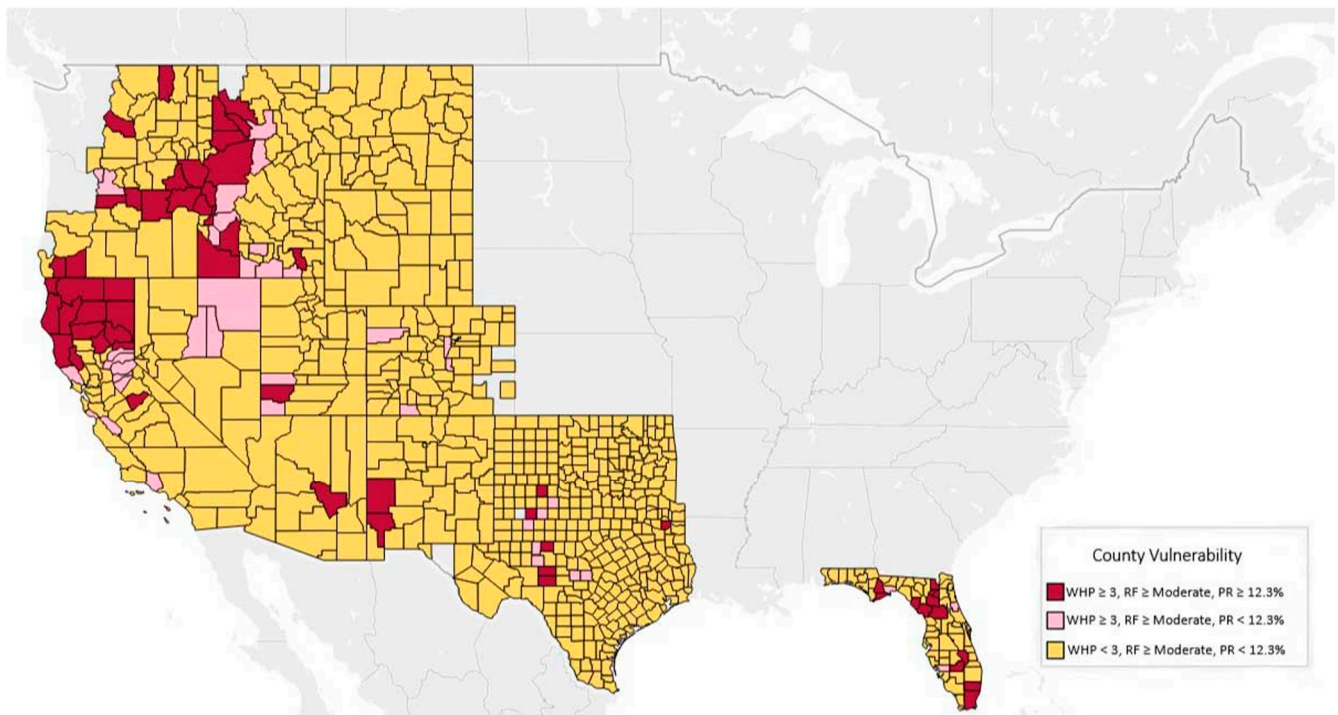 County Vulnerability
WHP ≥ 3, RF ≥ Moderate, PR ≥ 12.3%
WHP ≥ 3, RF ≥ Moderate, PR < 12.3%
WHP < 3, RF ≥ Moderate, PR < 12.3%